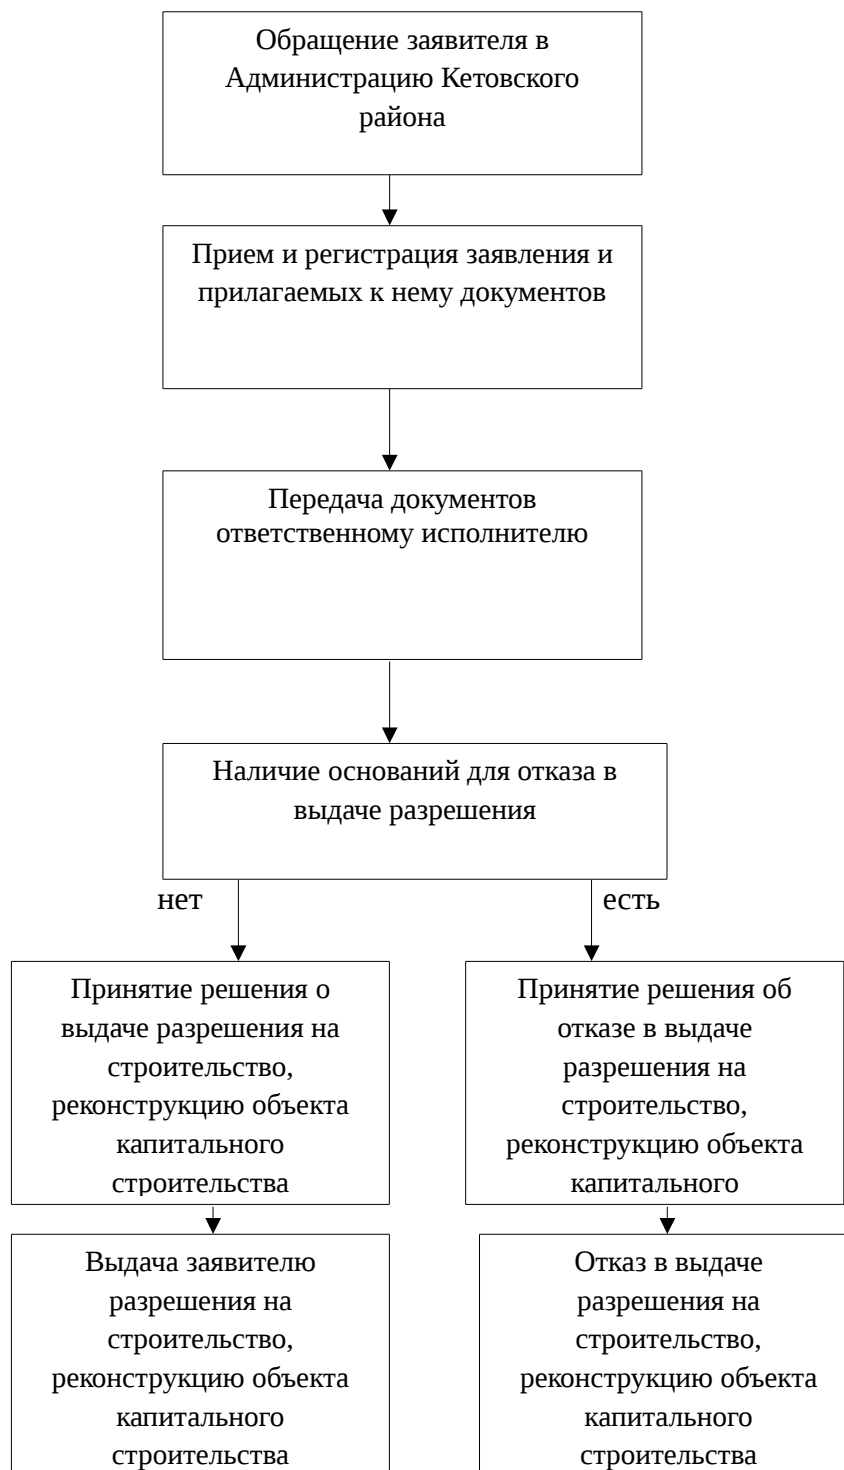 Обращение заявителя в
Администрацию Кетовского
района
Прием и регистрация заявления и
прилагаемых к нему документов
Передача документов
ответственному исполнителю
Наличие оснований для отказа в
выдаче разрешения
нет
есть
Принятие решения о
выдаче разрешения на
строительство,
реконструкцию объекта
капитального
строительства
Принятие решения об
отказе в выдаче
разрешения на
строительство,
реконструкцию объекта
капитального
Выдача заявителю
разрешения на
строительство,
реконструкцию объекта
капитального
строительства
Отказ в выдаче
разрешения на
строительство,
реконструкцию объекта
капитального
строительства